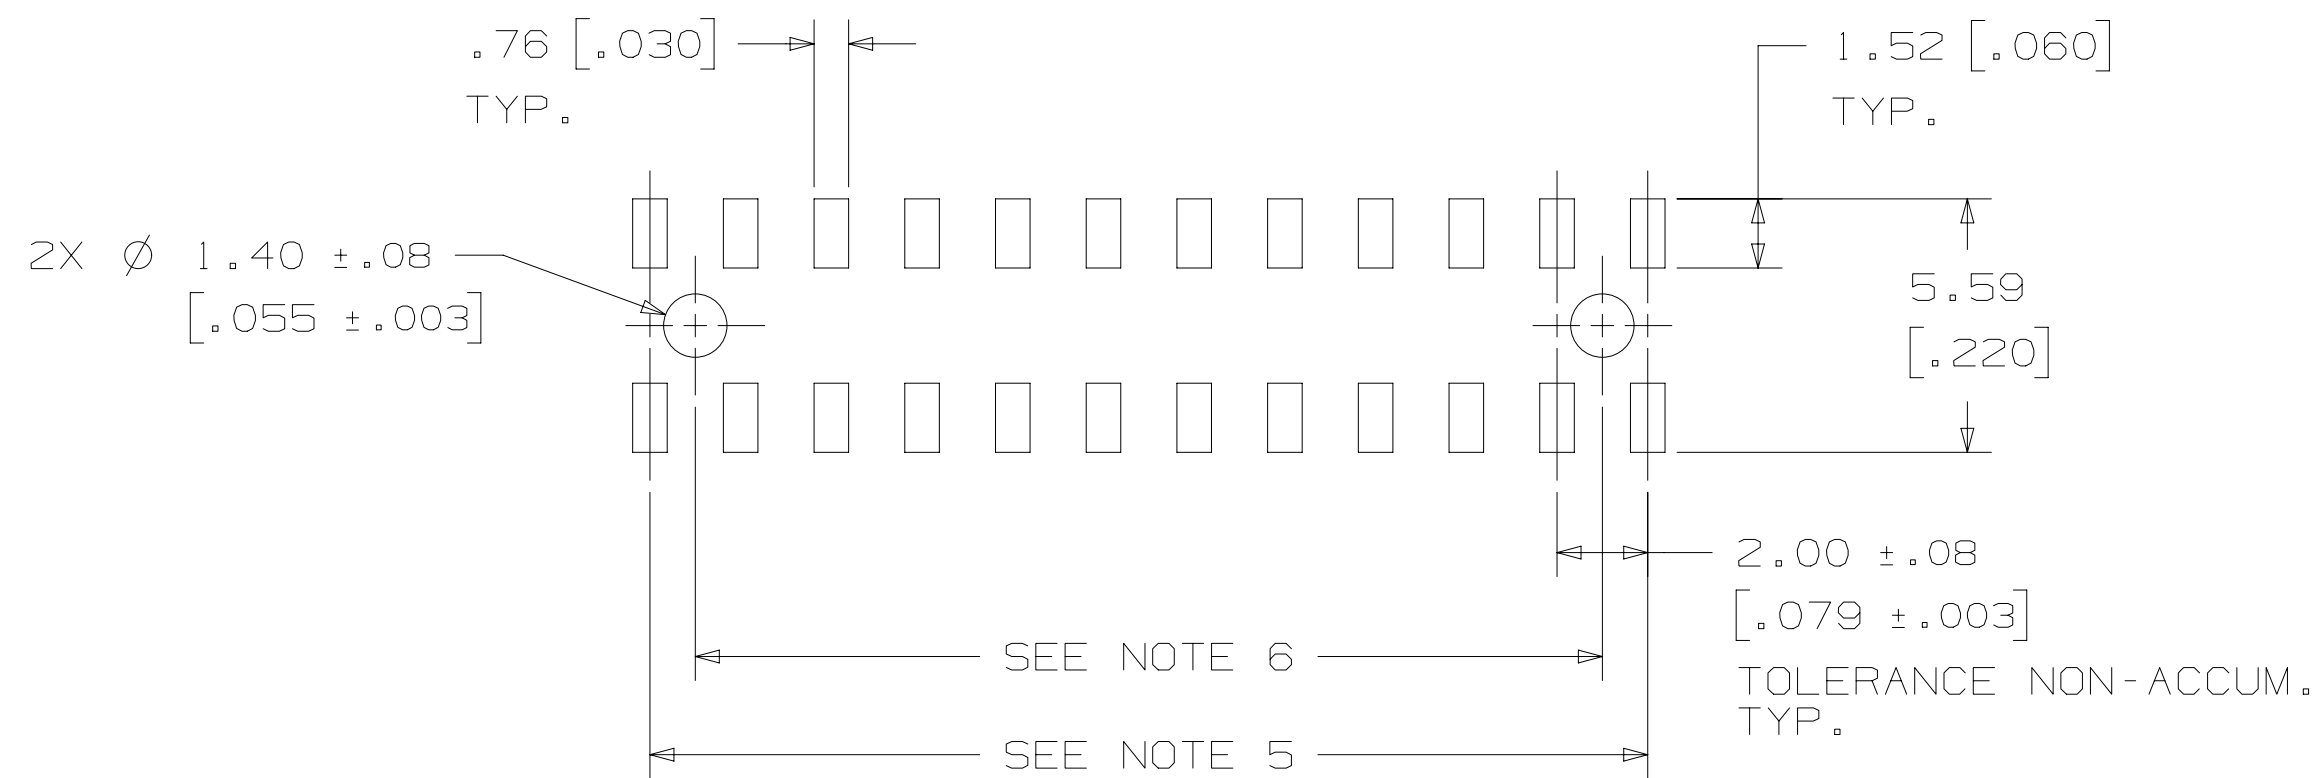 .76 [.030]
TYP.
1.52 [.060]
TYP.
2X Ø 1.40 ±.08
[.055 ±.003]
5.59
[.220]
2.00 ±.08
[.079 ±.003]
TOLERANCE NON-ACCUM.
TYP.
SEE NOTE 6
SEE NOTE 5